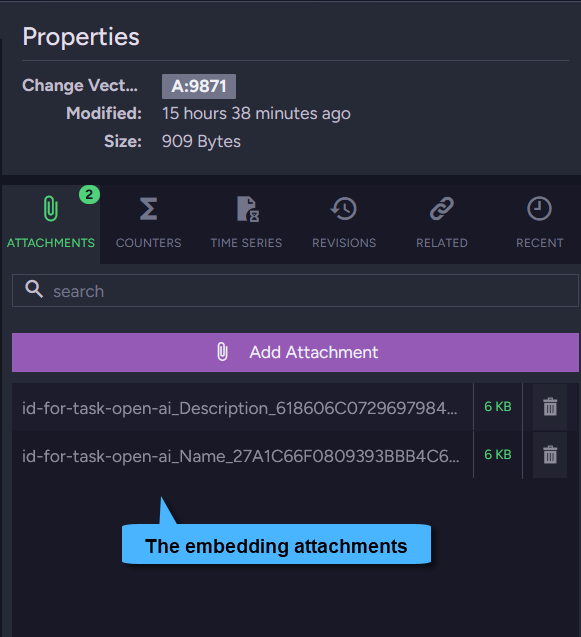 Properties
Change Vect... A:9871
Modified: 15 hours 38 minutes ago
Size: 909 Bytes
2
ATTACHMENTS COUNTERS TIME SERIES REVISIONS RELATED RECENT
search
Add Attachment
id-for-task-open-ai_Description_618606C0729697984... 6 KB
id-for-task-open-ai_Name_27A1C66F0809393BBB4C6... 6 KB
The embedding attachments